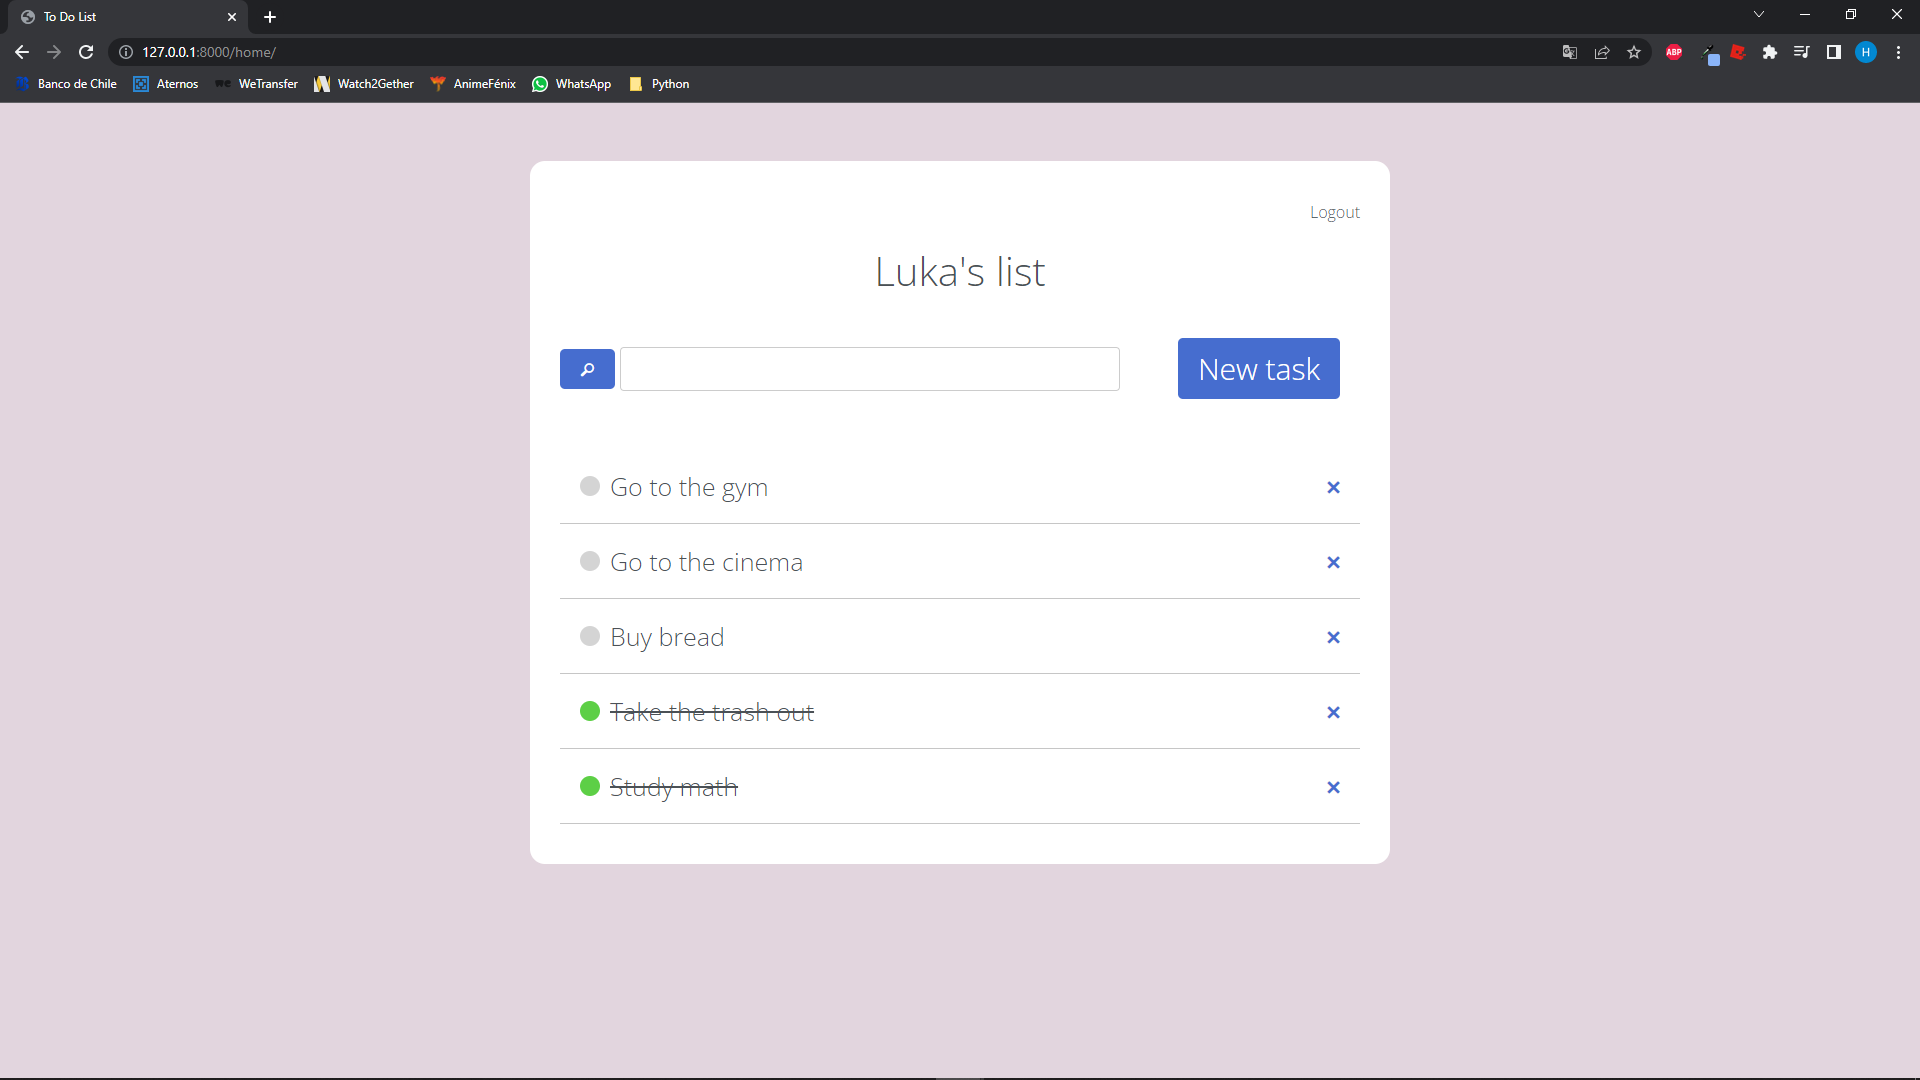 To Do List
127.0.0.1:8000/home/
ABP
H
Banco de Chile
Aternos
we WeTransfer
Watch2Gether
AnimeFénix
WhatsApp
Python
Logout
Luka's list
New task
Go to the gym
Go to the cinema
Buy bread
Take the trash out
Study math